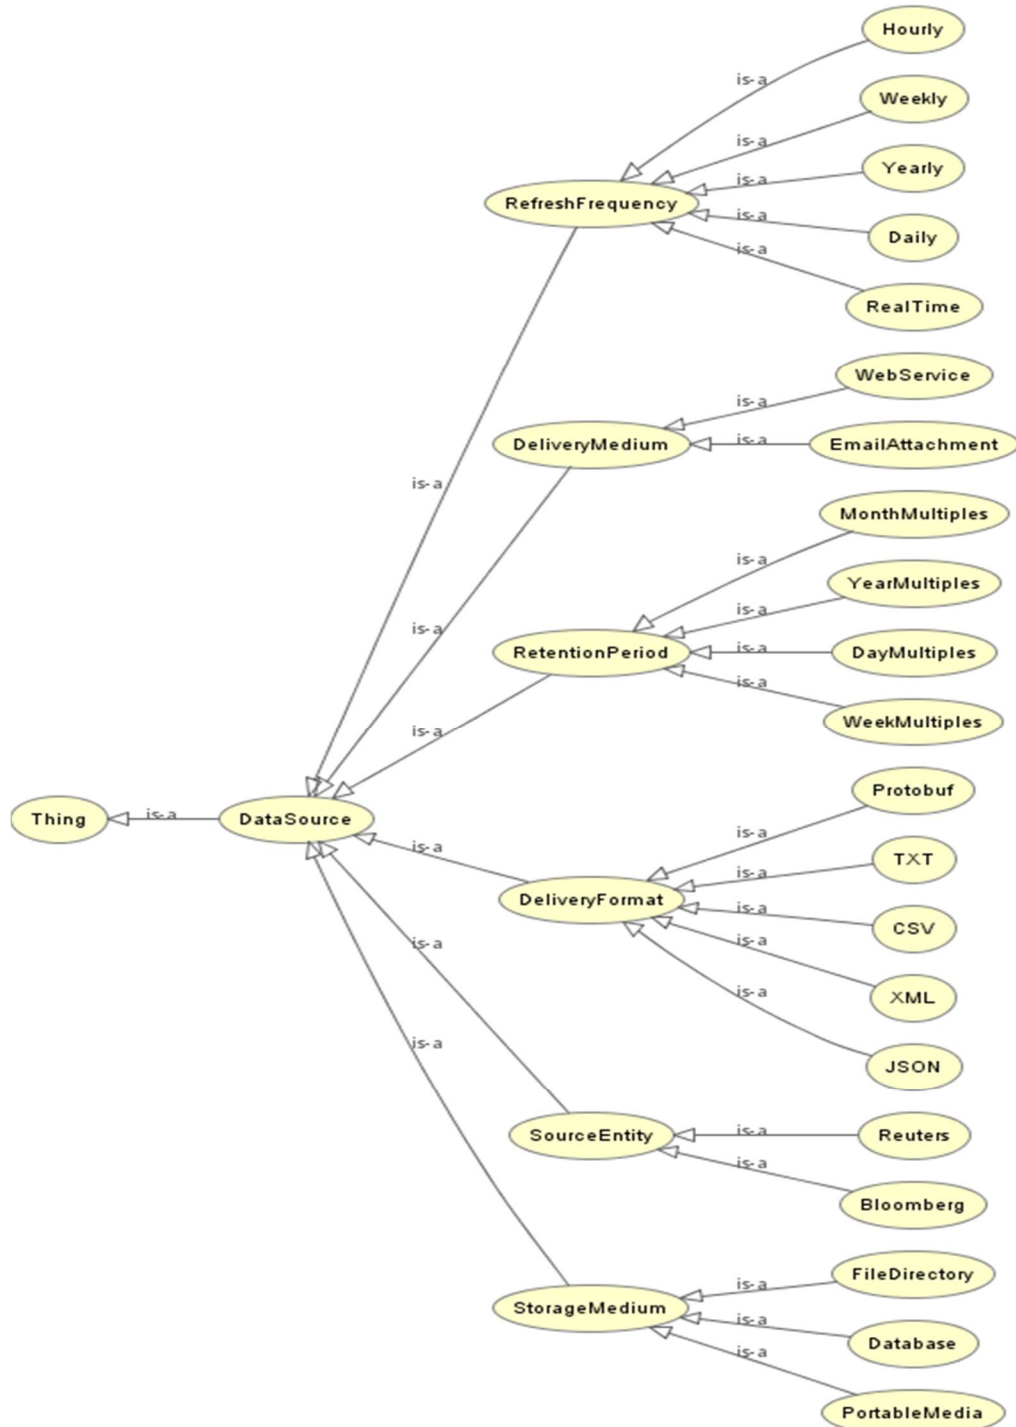 Hourly
is-a
Weekly
is-a
Yearly
is-a
RefreshFrequency
is-a
Daily
is-a
RealTime
WebService
is-a
DeliveryMedium
is-a
EmailAttachment
is-a
MonthMultiples
is-a
YearMultiples
is-a
is-a
RetentionPeriod
is-a
DayMultiples
is-a
WeekMultiples
is-a
Protobuf
Thing
is-a
DataSource
is-a
is-a
TXT
is-a
DeliveryFormat
is-a
CSV
is-a
is-a
XML
is-a
is-a
JSON
SourceEntity
is-a
Reuters
is-a
Bloomberg
FileDirectory
is-a
StorageMedium
is-a
Database
is-a
PortableMedia